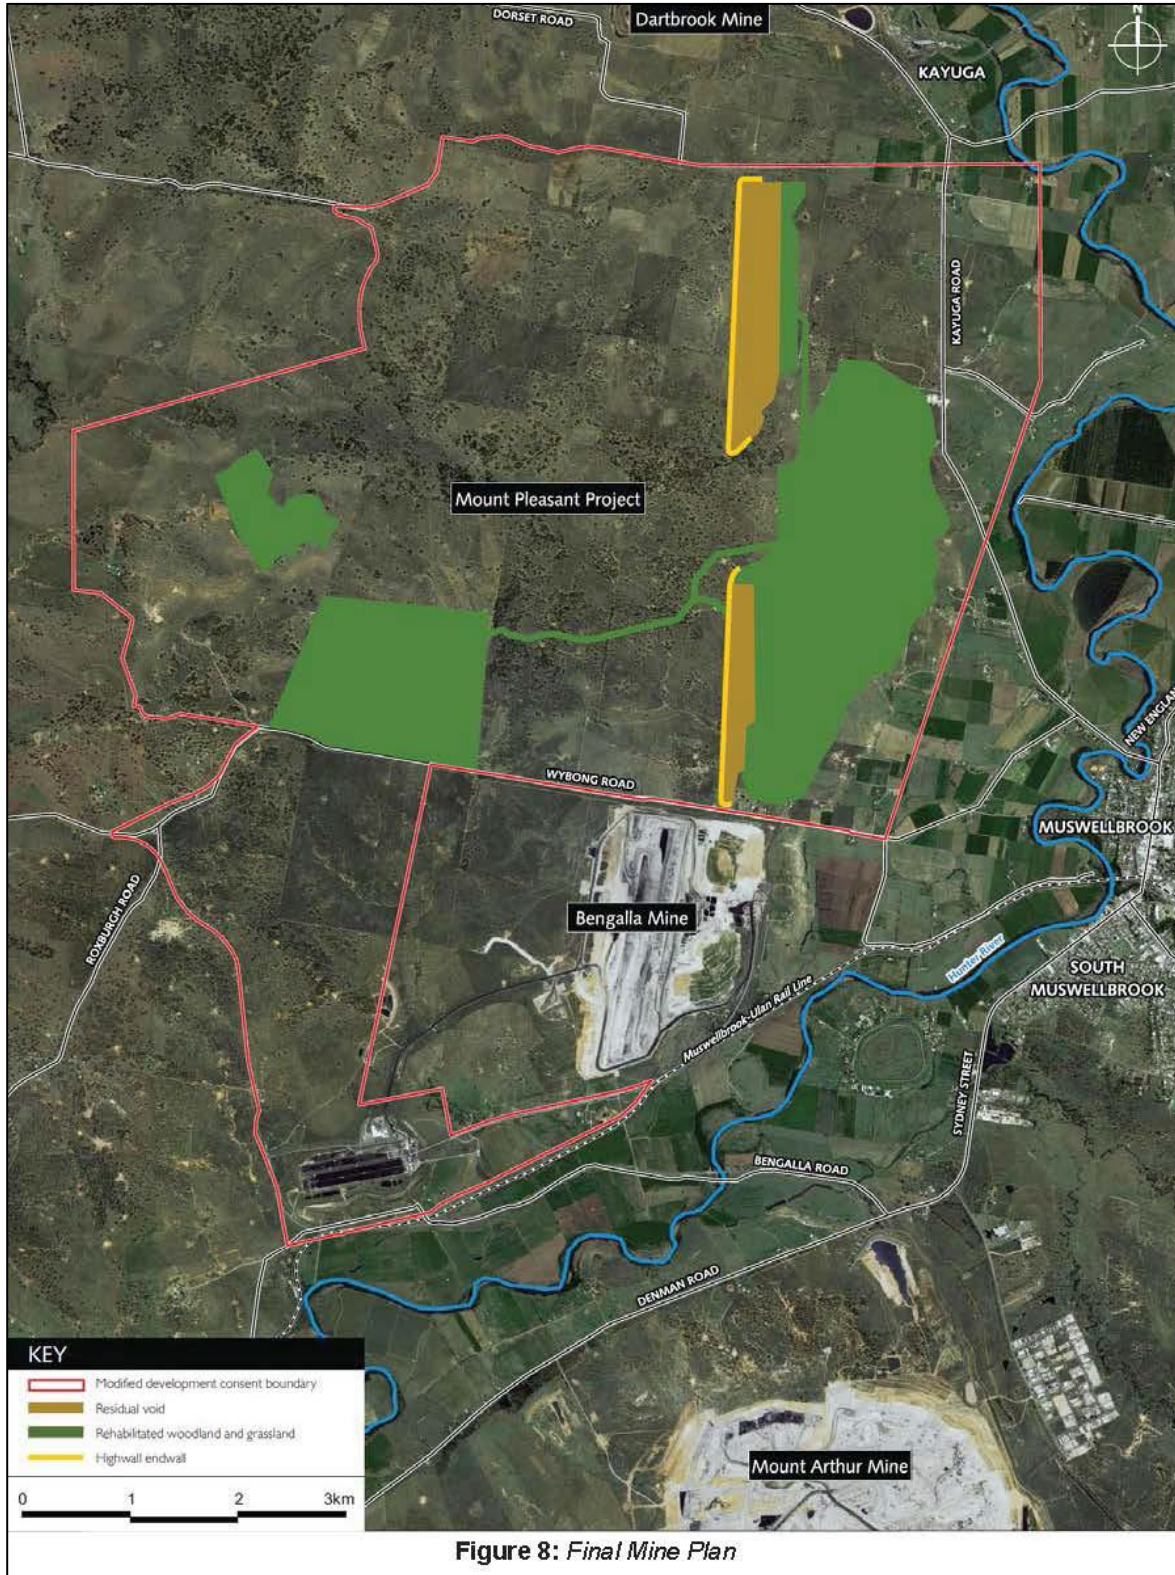 DORSET ROAD
Dartbrook Mine
N
KAYUGA
KAYUGA ROAD
Mount Pleasant Project
NEW ENGLAND
WYBONG ROAD
MUSWELLBROOK
ROXBURGH ROAD
Bengalla Mine
Hunter River
SOUTH
MUSWELLBROOK
Muswellbrook-Ulan Rail Line
SYDNEY STREET
BENGALLA ROAD
DENMAN ROAD
KEY
Modified development consent boundary
Residual void
Rehabilitated woodland and grassland
Highwall endwall
Mount Arthur Mine
0 1 2 3km
Figure 8: Final Mine Plan